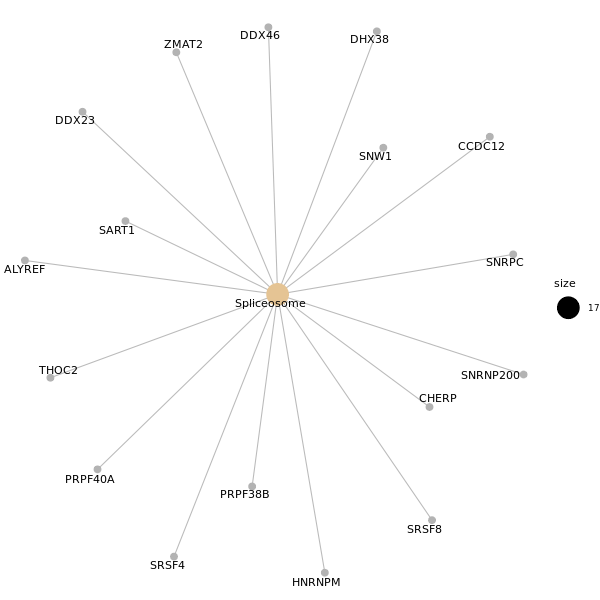 DDX46
DHX38
ZMAT2
DDX23
CCDC12
SNW1
SART1
SNRPC
ALYREF
size
Spliceosome
17
THOC2
SNRNP200
CHERP
PRPF40A
PRPF38B
SRSF8
SRSF4
HNRNPM